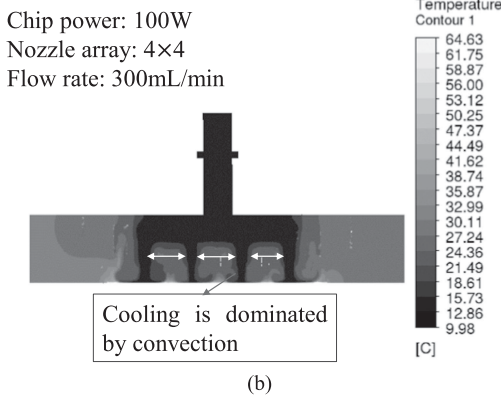 Chip power: 100W
Nozzle array: 4×4
Flow rate: 300mL/min
Temperature
Contour 1
64.63
61.75
58.87
56.00
53.12
50.25
47.37
44.49
41.62
38.74
35.87
32.99
30.11
27.24
24.36
21.49
18.61
15.73
12.86
9.98
[C]
Cooling is dominated
by convection
(b)